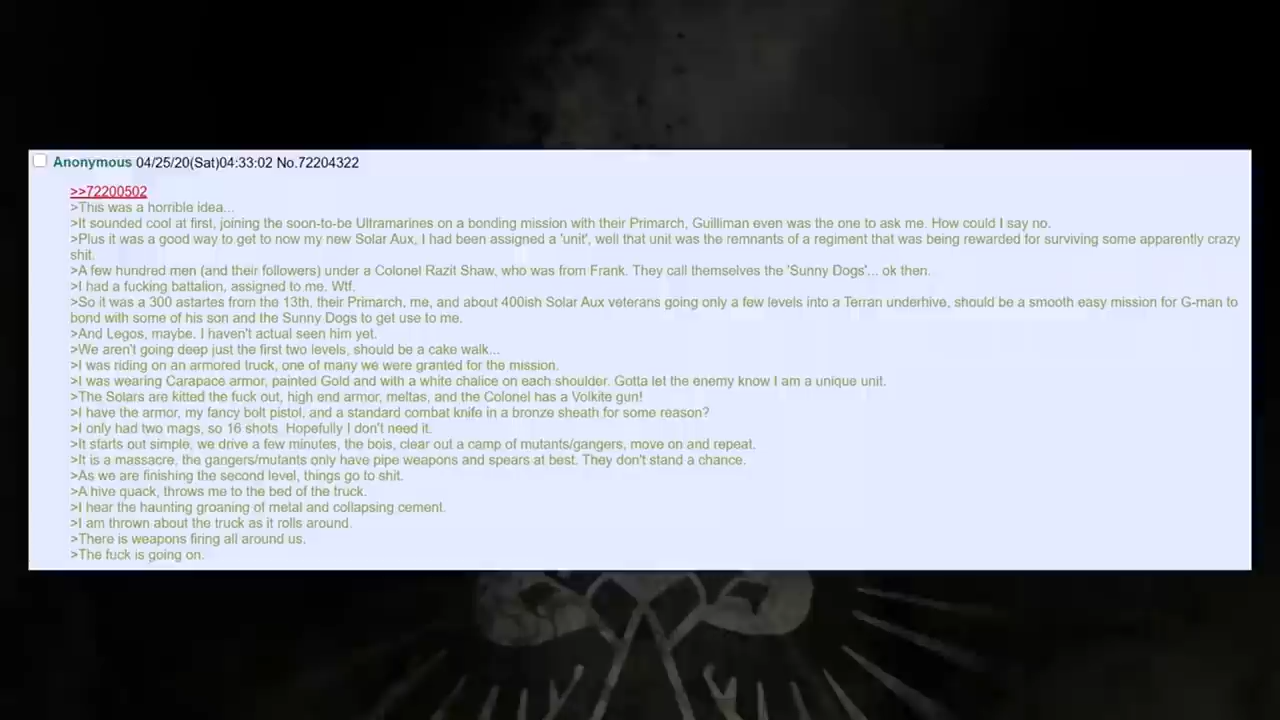 Anonymous 04/25/20(Sat)04:33:02 No.72204322
>>72200502
>This was a horrible idea...
>It sounded cool at first, joining the soon-to-be Ultramarines on a bonding mission with their Primarch, Guilliman even was the one to ask me. How could I say no.
>Plus it was a good way to get to now my new Solar Aux, I had been assigned a 'unit', well that unit was the remnants of a regiment that was being rewarded for surviving some apparently crazy
shit.
>A few hundred men (and their followers) under a Colonel Razit Shaw, who was from Frank. They call themselves the 'Sunny Dogs'... ok then.
>I had a fucking battalion, assigned to me. Wtf.
>So it was a 300 astartes from the 13th, their Primarch, me, and about 400ish Solar Aux veterans going only a few levels into a Terran underhive, should be a smooth easy mission for G-man to
bond with some of his son and the Sunny Dogs to get use to me.
>And Legos, maybe. I haven't actual seen him yet.
>We aren't going deep just the first two levels, should be a cake walk...
>I was riding on an armored truck, one of many we were granted for the mission.
>I was wearing Carapace armor, painted Gold and with a white chalice on each shoulder. Gotta let the enemy know I am a unique unit.
>The Solars are kitted the fuck out, high end armor, meltas, and the Colonel has a Volkite gun!
>I have the armor, my fancy bolt pistol, and a standard combat knife in a bronze sheath for some reason?
>I only had two mags, so 16 shots. Hopefully I don't need it.
>It starts out simple, we drive a few minutes, the bois, clear out a camp of mutants/gangers, move on and repeat.
>It is a massacre, the gangers/mutants only have pipe weapons and spears at best. They don't stand a chance.
>As we are finishing the second level, things go to shit.
>A hive quack, throws me to the bed of the truck.
>I hear the haunting groaning of metal and collapsing cement.
>I am thrown about the truck as it rolls around.
>There is weapons firing all around us.
>The fuck is going on.